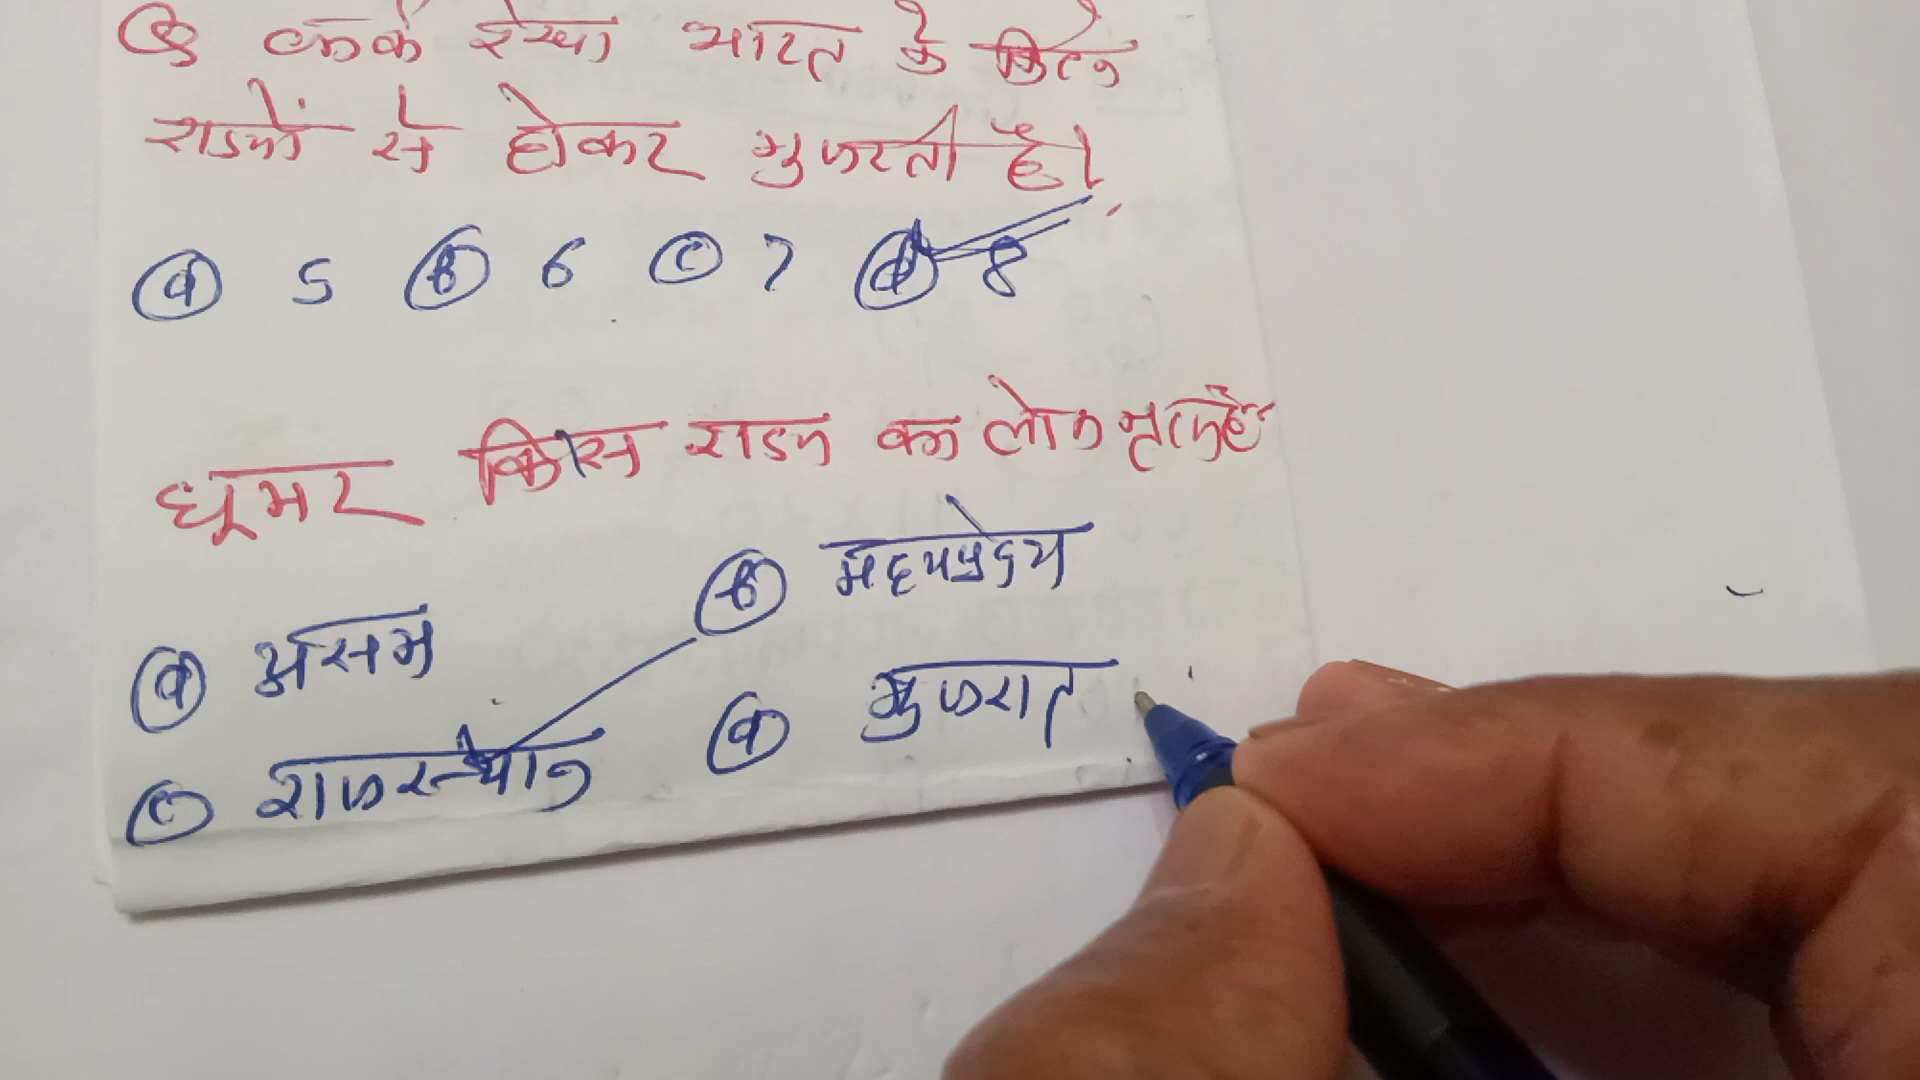 Q कर्क रेखा भारत के कितने
राज्यों से होकर गुजरती है।
(a) 5 (b) 6 (c) 7 (d) 8
घूमर किस राज्य का लोक नृत्य है
(a) असम (b) मध्यप्रदेश
(c) राजस्थान (d) गुजरात